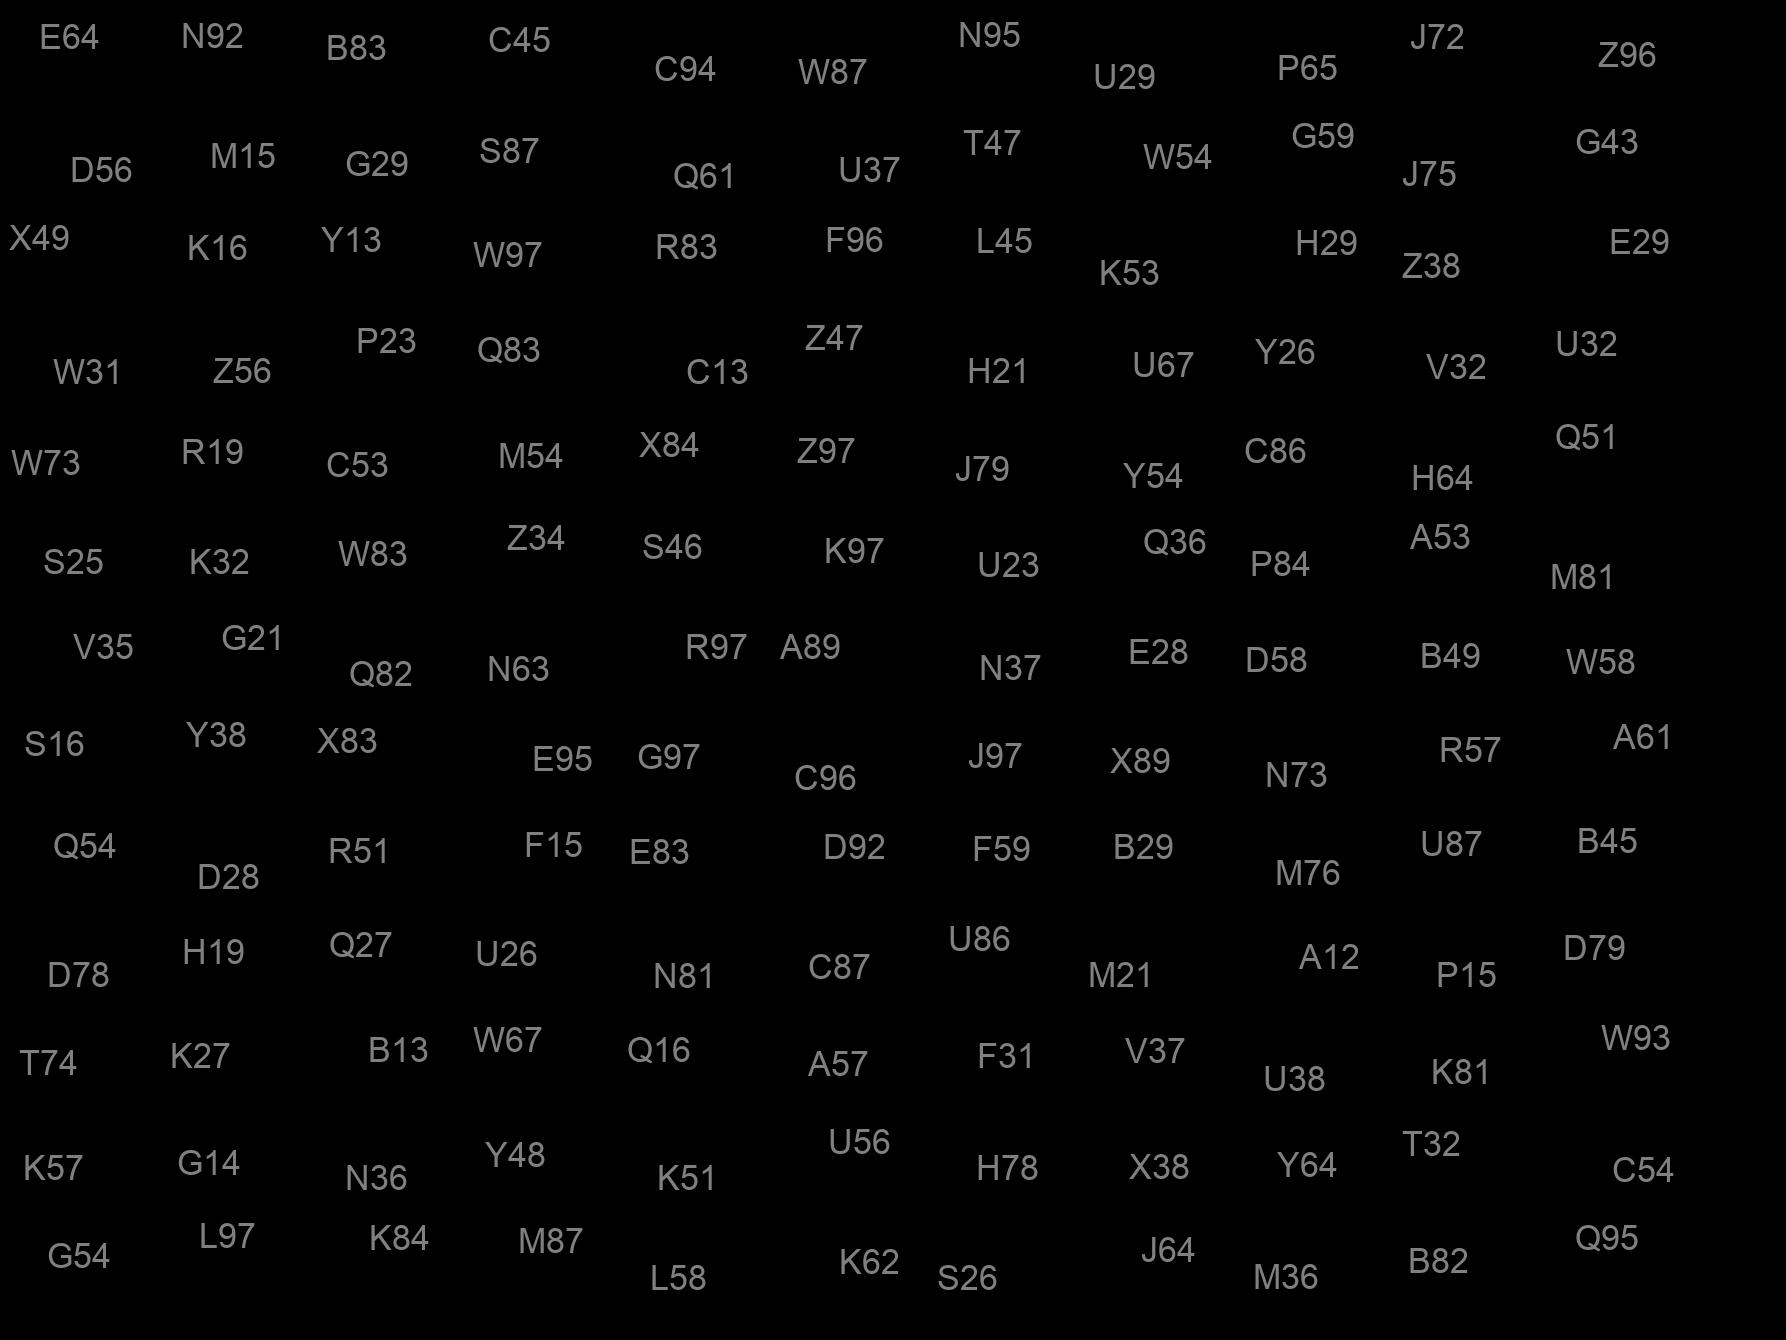 E64 N92 B83 C45 C94 W87 N95 U29 P65 J72 Z96
D56 M15 G29 S87 Q61 U37 T47 W54 G59 J75 G43
X49 K16 Y13 W97 R83 F96 L45 K53 H29 Z38 E29
W31 Z56 P23 Q83 C13 Z47 H21 U67 Y26 V32 U32
W73 R19 C53 M54 X84 Z97 J79 Y54 C86 H64 Q51
S25 K32 W83 Z34 S46 K97 U23 Q36 P84 A53 M81
V35 G21 Q82 N63 R97 A89 N37 E28 D58 B49 W58
S16 Y38 X83 E95 G97 C96 J97 X89 N73 R57 A61
Q54 D28 R51 F15 E83 D92 F59 B29 M76 U87 B45
D78 H19 Q27 U26 N81 C87 U86 M21 A12 P15 D79
T74 K27 B13 W67 Q16 A57 F31 V37 U38 K81 W93
K57 G14 N36 Y48 K51 U56 H78 X38 Y64 T32 C54
G54 L97 K84 M87 L58 K62 S26 J64 M36 B82 Q95